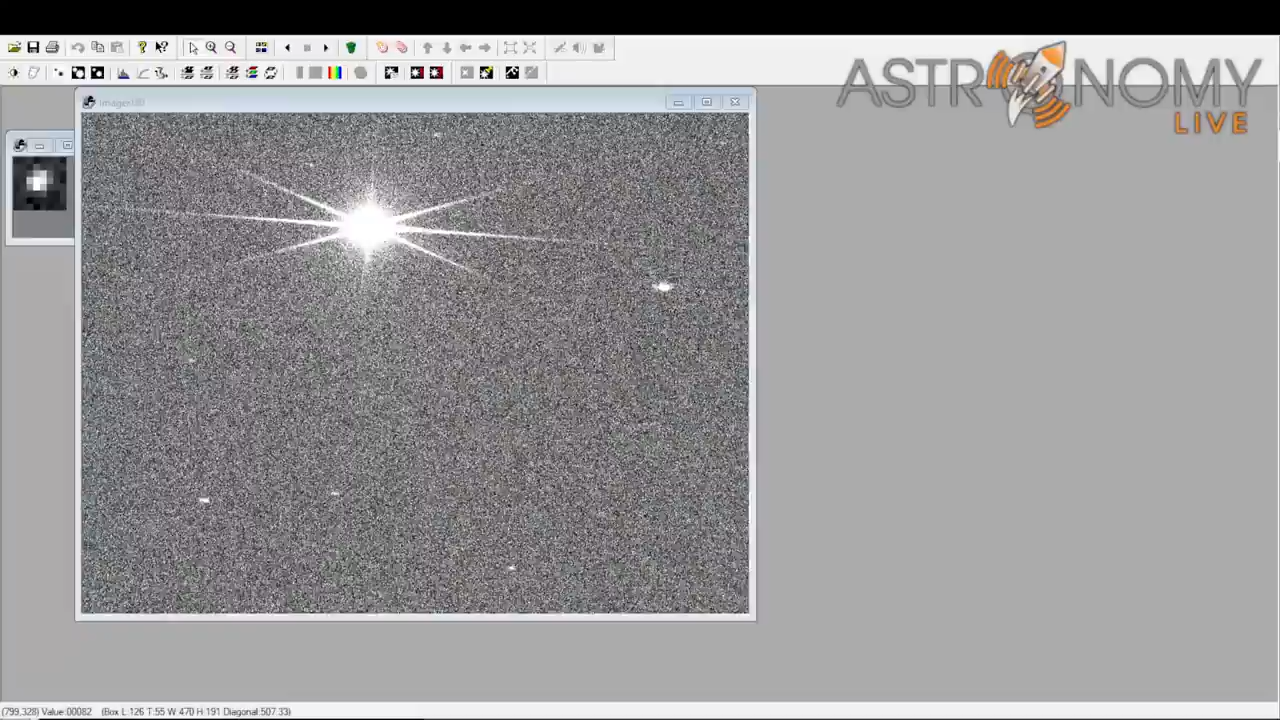 ASTRONOMY
LIVE
(799,328) Value:00082 (Box L:126 T:55 W:470 H:191 Diagonal:507.33)